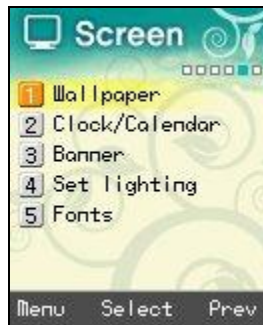 Screen
1 Wallpaper
2 Clock/Calendar
3 Banner
4 Set lighting
5 Fonts
Menu Select Prev